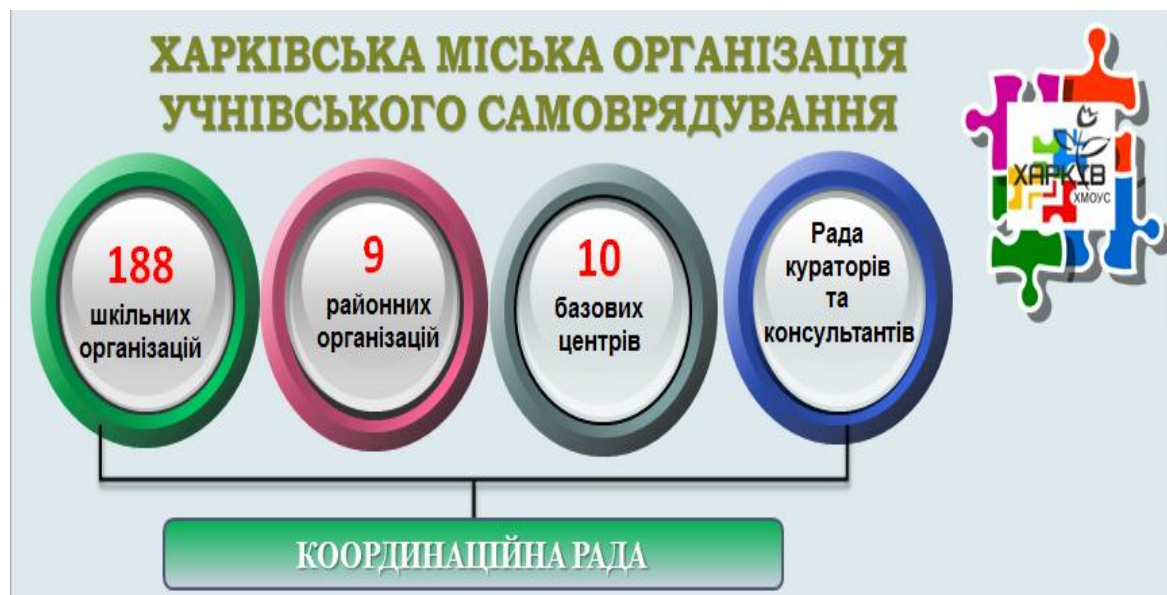 ХАРКІВСЬКА МІСЬКА ОРГАНІЗАЦІЯ
УЧНІВСЬКОГО САМОВРЯДУВАННЯ
ХАРКІВ
ХМОУС
188
шкільних
організацій
9
районних
організацій
10
базових
центрів
Рада
кураторів
та
консультантів
КООРДИНАЦІЙНА РАДА